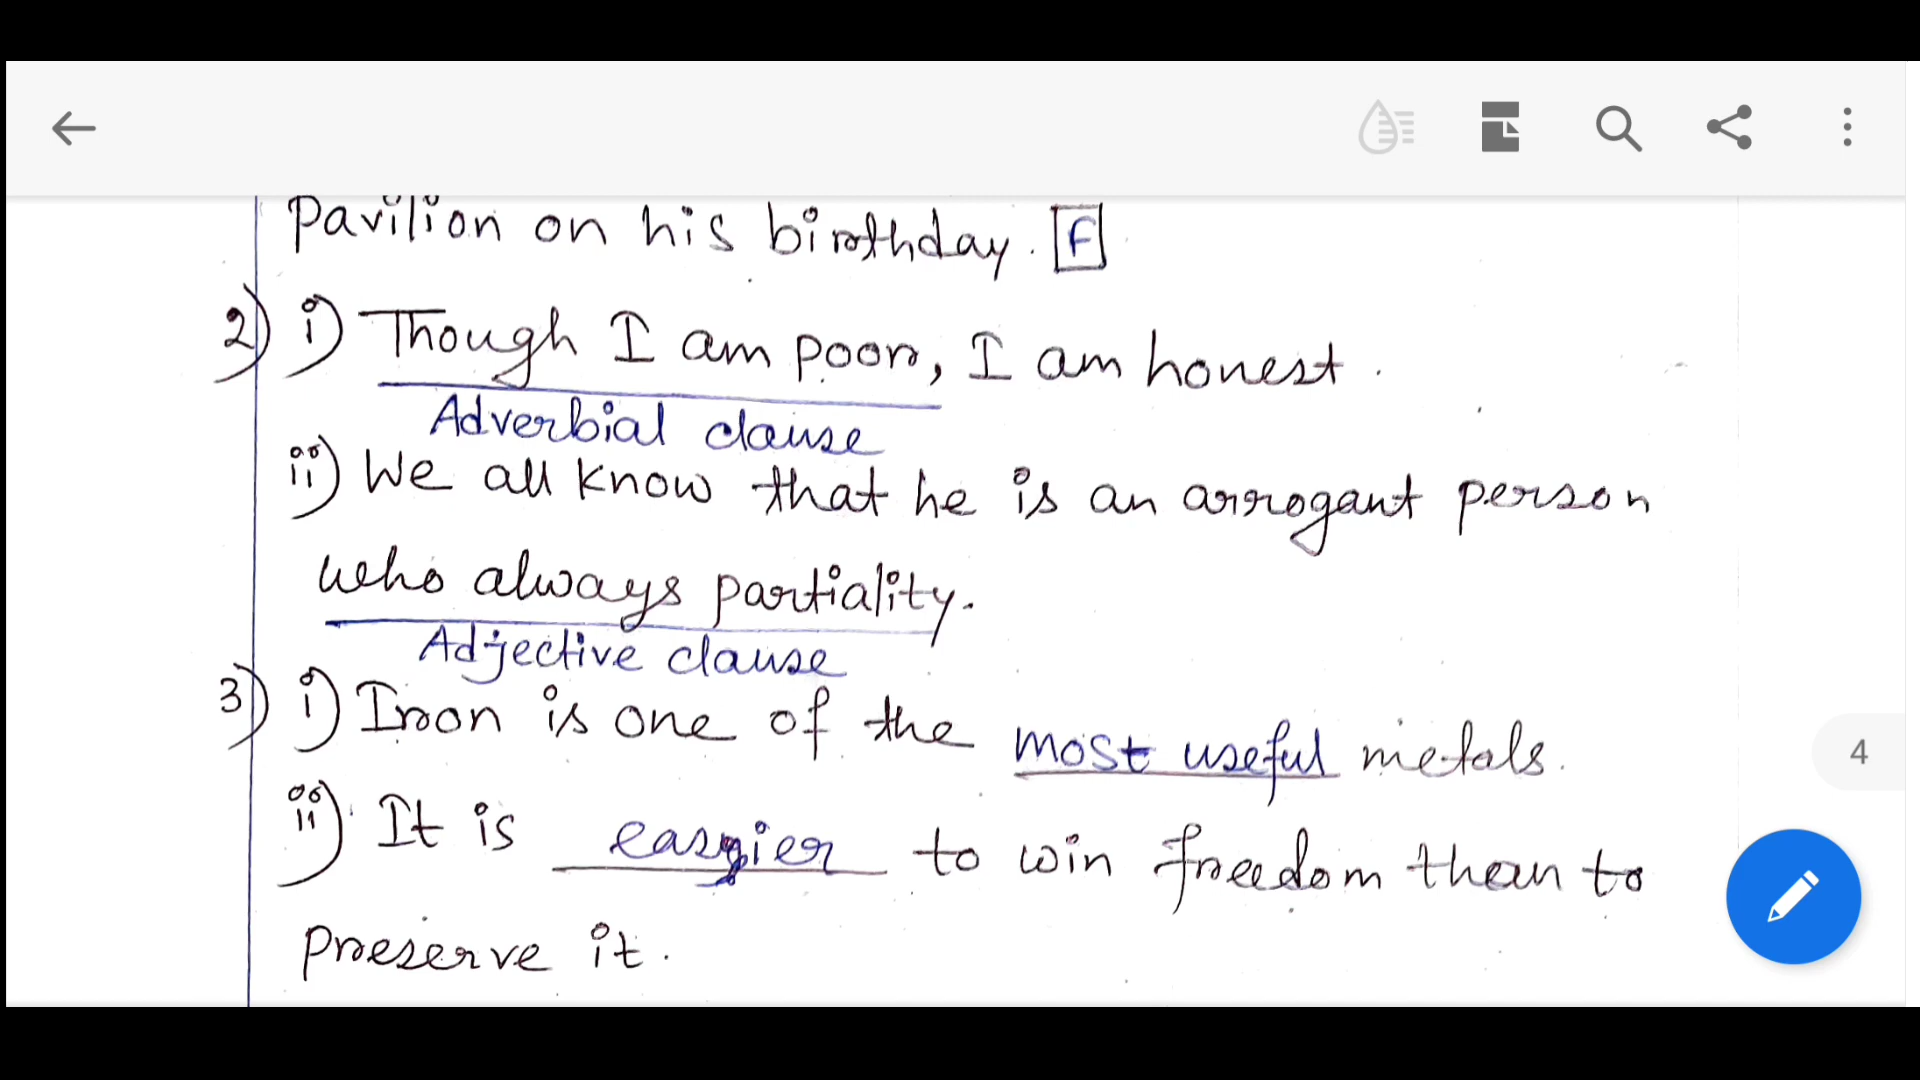 Pavilion on his birthday. F
2) i) Though I am poor, I am honest.
Adverbial clause
ii) We all know that he is an arrogant person
who always partiality.
Adjective clause
3) i) Iron is one of the most useful metals.
ii) It is easier to win freedom than to
preserve it.
4